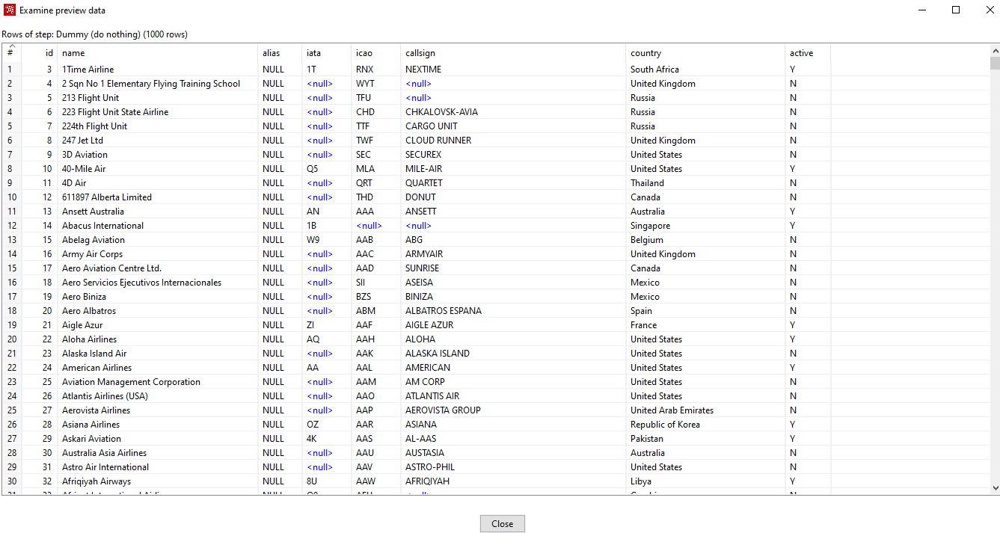 Examine preview data
Rows of step: Dummy (do nothing) (1000 rows)
# id name alias iata icao callsign country active
1 3 1Time Airline NULL 1T RNX NEXTIME South Africa Y
2 4 2 Sqn No 1 Elementary Flying Training School NULL <null> WYT <null> United Kingdom N
3 5 213 Flight Unit NULL <null> TFU <null> Russia N
4 6 223 Flight Unit State Airline NULL <null> CHD CHKALOVSK-AVIA Russia N
5 7 224th Flight Unit NULL <null> TTF CARGO UNIT Russia N
6 8 247 Jet Ltd NULL <null> TWF CLOUD RUNNER United Kingdom N
7 9 3D Aviation NULL <null> SEC SECUREX United States N
8 10 40-Mile Air NULL Q5 MLA MILE-AIR United States Y
9 11 4D Air NULL <null> QRT QUARTET Thailand N
10 12 611897 Alberta Limited NULL <null> THD DONUT Canada N
11 13 Ansett Australia NULL AN AAA ANSETT Australia Y
12 14 Abacus International NULL 1B <null> <null> Singapore Y
13 15 Abelag Aviation NULL W9 AAB ABG Belgium N
14 16 Army Air Corps NULL <null> AAC ARMYAIR United Kingdom N
15 17 Aero Aviation Centre Ltd. NULL <null> AAD SUNRISE Canada N
16 18 Aero Servicios Ejecutivos Internacionales NULL <null> SII ASEISA Mexico N
17 19 Aero Biniza NULL <null> BZS BINIZA Mexico N
18 20 Aero Albatros NULL <null> ABM ALBATROS ESPANA Spain N
19 21 Aigle Azur NULL ZI AAF AIGLE AZUR France Y
20 22 Aloha Airlines NULL AQ AAH ALOHA United States Y
21 23 Alaska Island Air NULL <null> AAK ALASKA ISLAND United States N
22 24 American Airlines NULL AA AAL AMERICAN United States Y
23 25 Aviation Management Corporation NULL <null> AAM AM CORP United States N
24 26 Atlantis Airlines (USA) NULL <null> AAO ATLANTIS AIR United States N
25 27 Aerovista Airlines NULL <null> AAP AEROVISTA GROUP United Arab Emirates N
26 28 Asiana Airlines NULL OZ AAR ASIANA Republic of Korea Y
27 29 Askari Aviation NULL 4K AAS AL-AAS Pakistan Y
28 30 Australia Asia Airlines NULL <null> AAU AUSTASIA Australia N
29 31 Astro Air International NULL <null> AAV ASTRO-PHIL United States N
30 32 Afriqiyah Airways NULL 8U AAW AFRIQIYAH Libya Y
Close